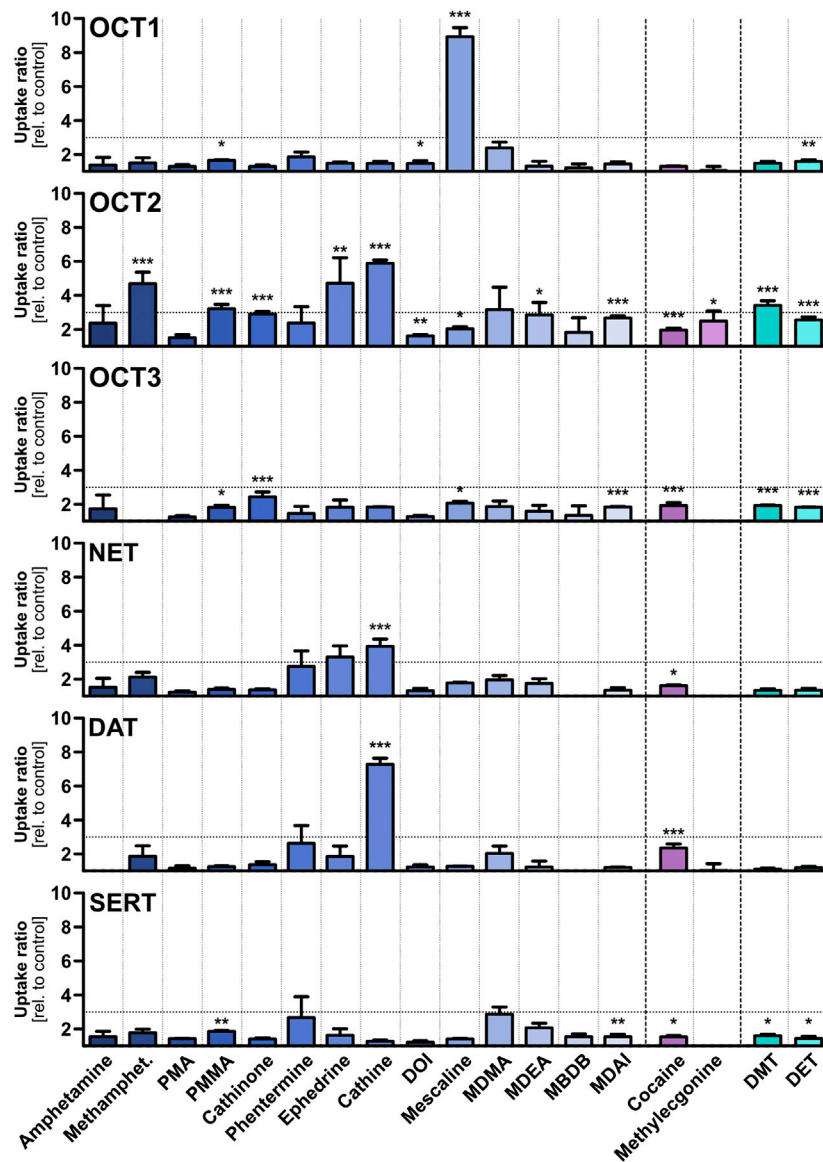 Uptake ratio
[rel. to control]
10
8
6
4
2
OCT1
* * *** **
Uptake ratio
[rel. to control]
10
8
6
4
2
OCT2
*** *** *** ** *** ** * * *** *** * *** ***
Uptake ratio
[rel. to control]
10
8
6
4
2
OCT3
* *** * *** *** *** ***
Uptake ratio
[rel. to control]
10
8
6
4
2
NET
*** *
Uptake ratio
[rel. to control]
10
8
6
4
2
DAT
*** ***
Uptake ratio
[rel. to control]
10
8
6
4
2
SERT
** ** * * *
Amphetamine
Methamphet.
PMA
PMMA
Cathinone
Phentermine
Ephedrine
Cathine
DOI
Mescaline
MDMA
MDEA
MBDB
MDAI
Cocaine
Methylecgonine
DMT
DET